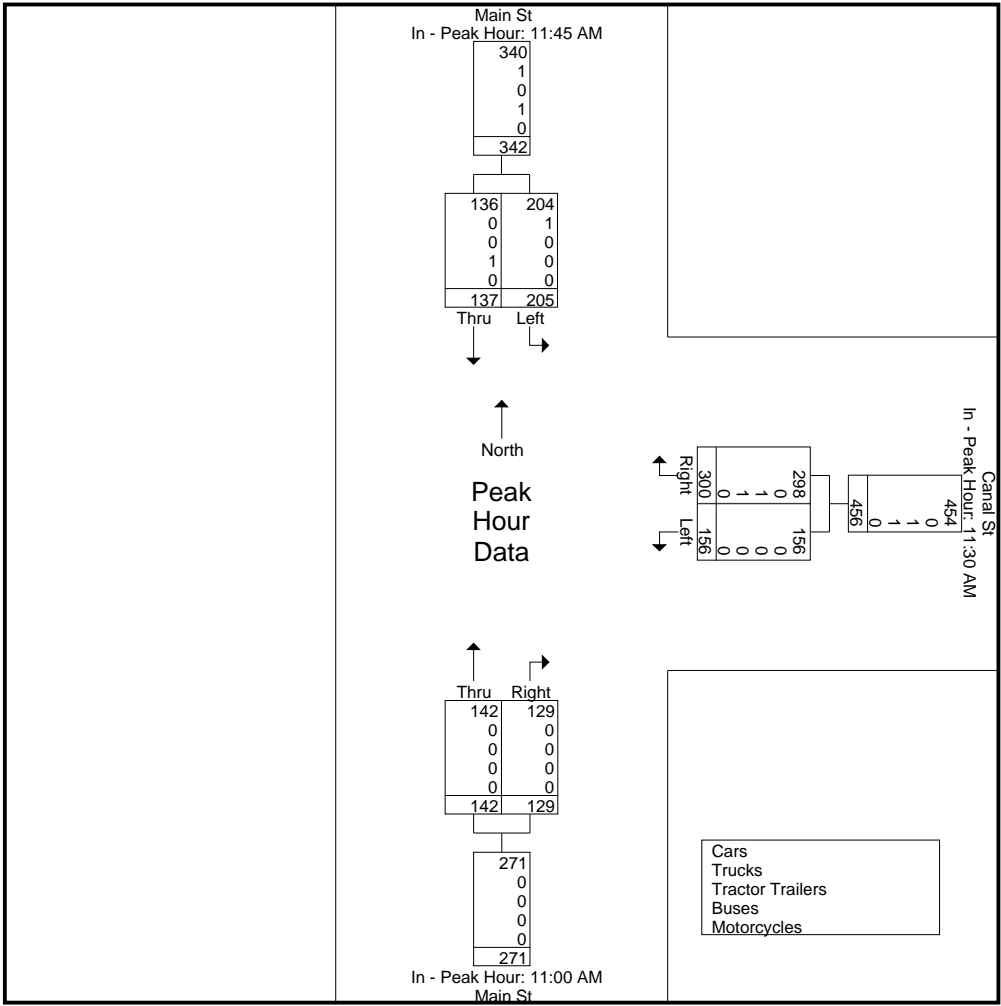 Main St
In - Peak Hour: 11:45 AM
340
1
0
1
0
342
136 204
0 1
0 0
1 0
0 0
137 205
Thru Left
North
Peak
Hour
Data
Canal St
In - Peak Hour: 11:30 AM
454
0
1
1
0
456
298 156
0 0
1 0
1 0
0 0
300 156
Right Left
Thru Right
142 129
0 0
0 0
0 0
0 0
142 129
271
0
0
0
0
271
In - Peak Hour: 11:00 AM
Main St
Cars
Trucks
Tractor Trailers
Buses
Motorcycles